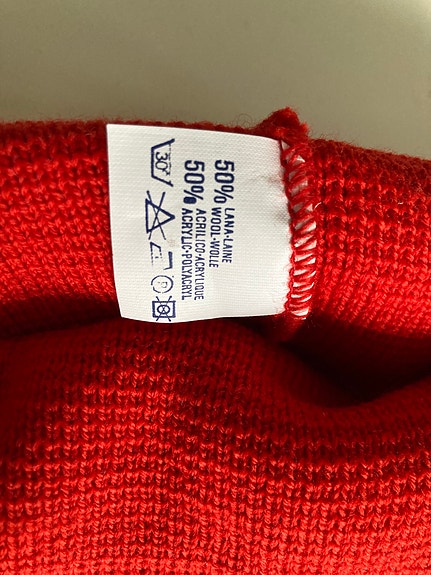 50% LANA-LAINE
WOOL-WOLLE
50% ACRILICO-ACRYLIQUE
ACRYLIC-POLYACRYL
30°
P